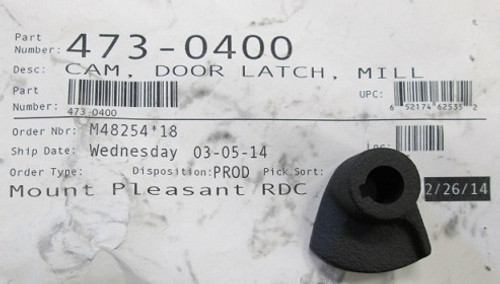 Part
Number: 473-0400
Desc: CAM, DOOR LATCH, MILL
Part
Number: 473-0400
UPC: 6 52174 62535 2
Order Nbr: M48254*18
Ship Date: Wednesday 03-05-14
Order Type: Disposition: PROD Pick Sort:
Mount Pleasant RDC 2/26/14